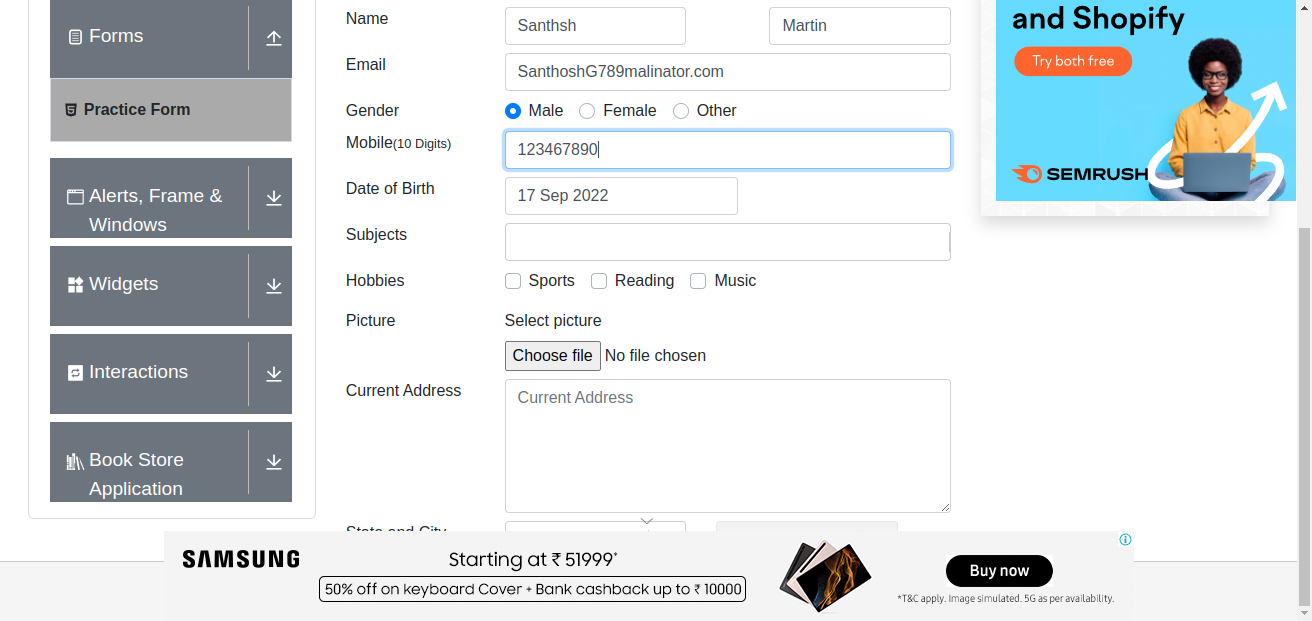 Forms
Practice Form
Alerts, Frame &
Windows
Widgets
Interactions
Book Store
Application
Name
Santhsh
Martin
Email
SanthoshG789malinator.com
Gender
Male
Female
Other
Mobile(10 Digits)
123467890
Date of Birth
17 Sep 2022
Subjects
Hobbies
Sports
Reading
Music
Picture
Select picture
Choose file No file chosen
Current Address
Current Address
State and City
and Shopify
Try both free
SEMRUSH
SAMSUNG
Starting at ₹ 51999*
50% off on keyboard Cover + Bank cashback up to ₹ 10000
Buy now
*T&C apply. Image simulated. 5G as per availability.